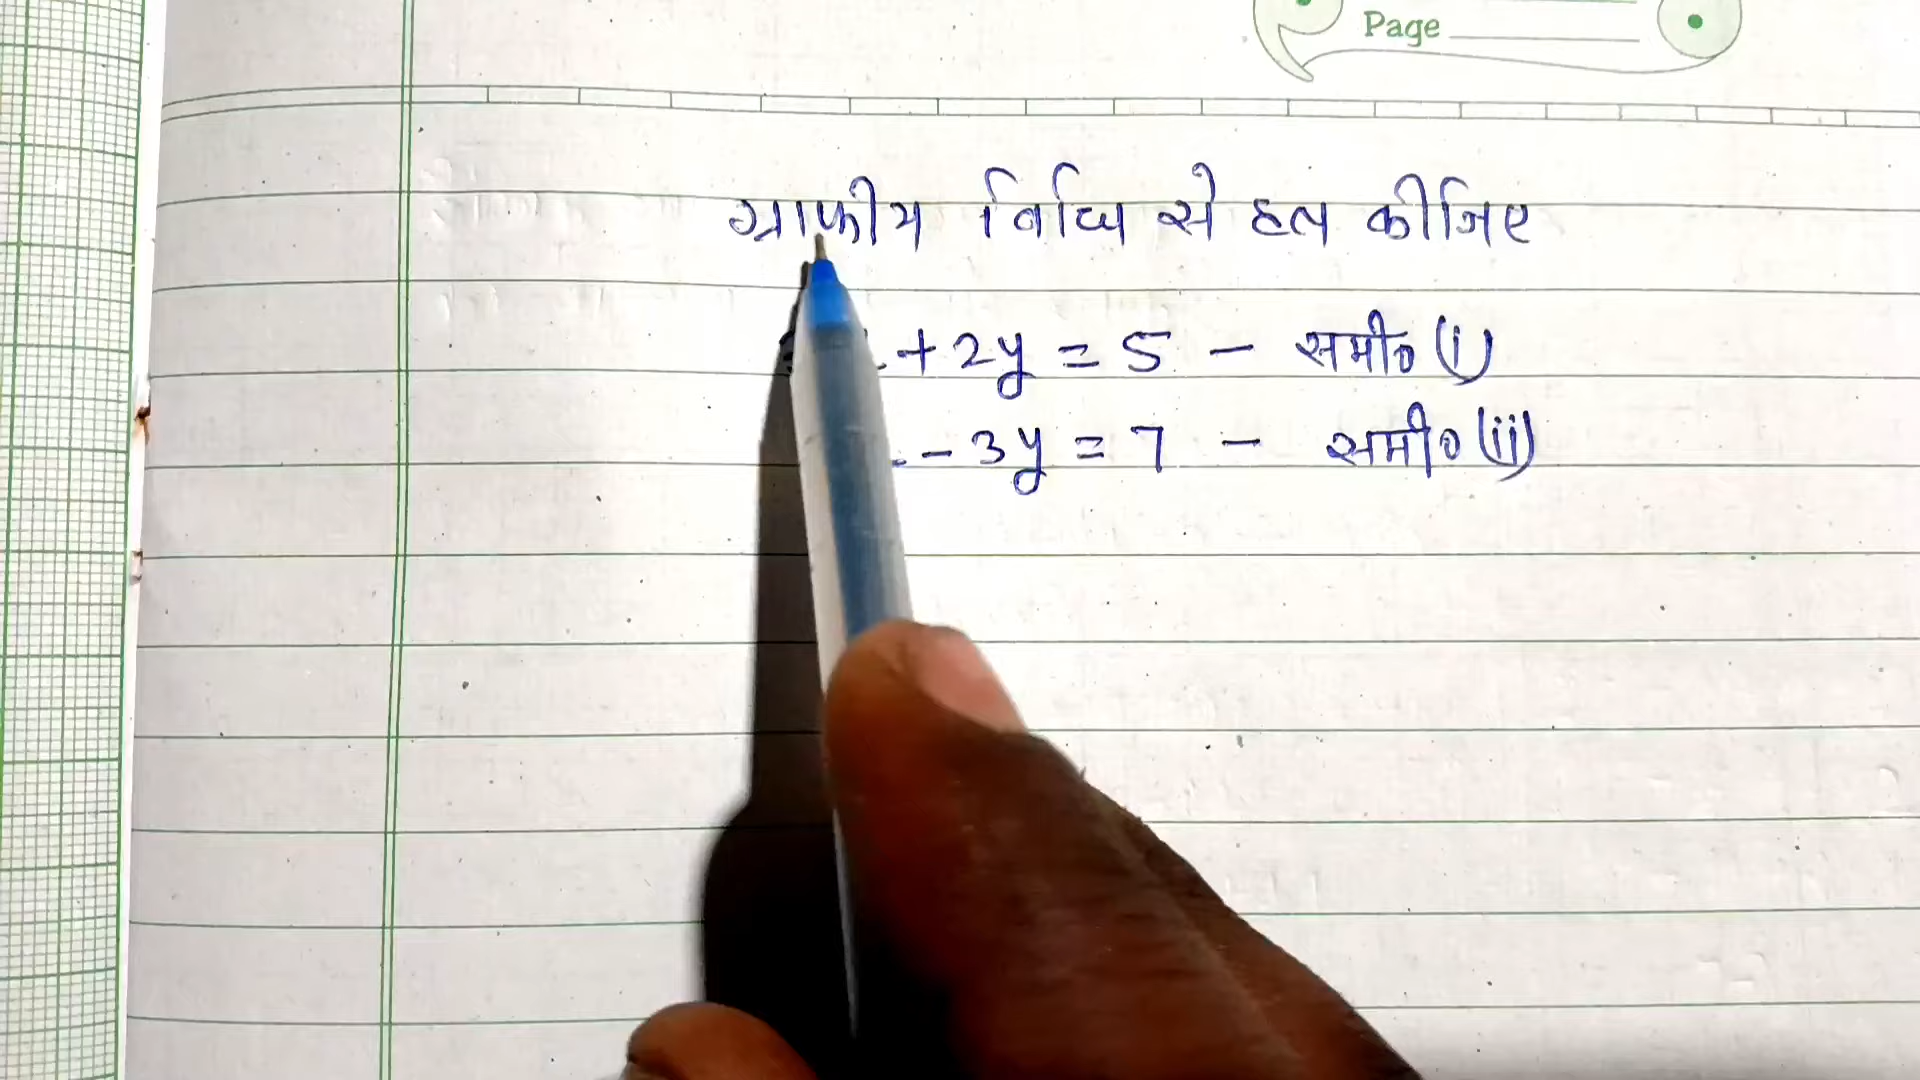 Page
ग्राफीय विधि से हल कीजिए
+ 2y = 5 - समी० (i)
- 3y = 7 - समी० (ii)